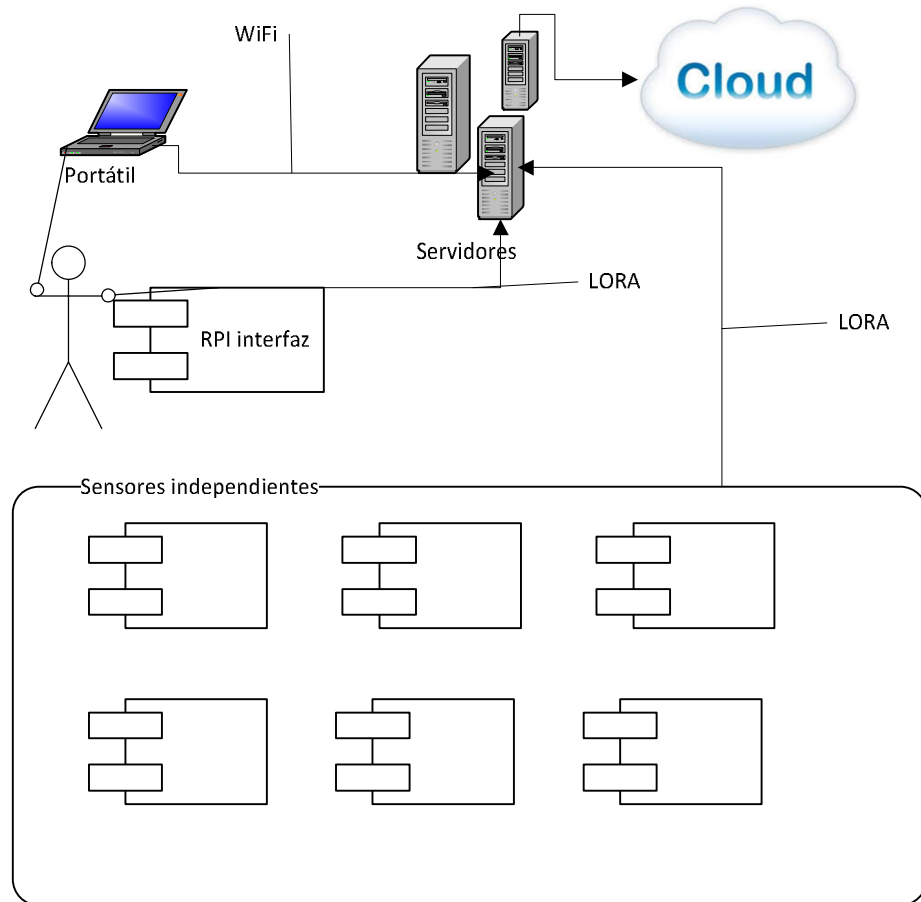 WiFi
Cloud
Portátil
Servidores
LORA
RPI interfaz
LORA
Sensores independientes